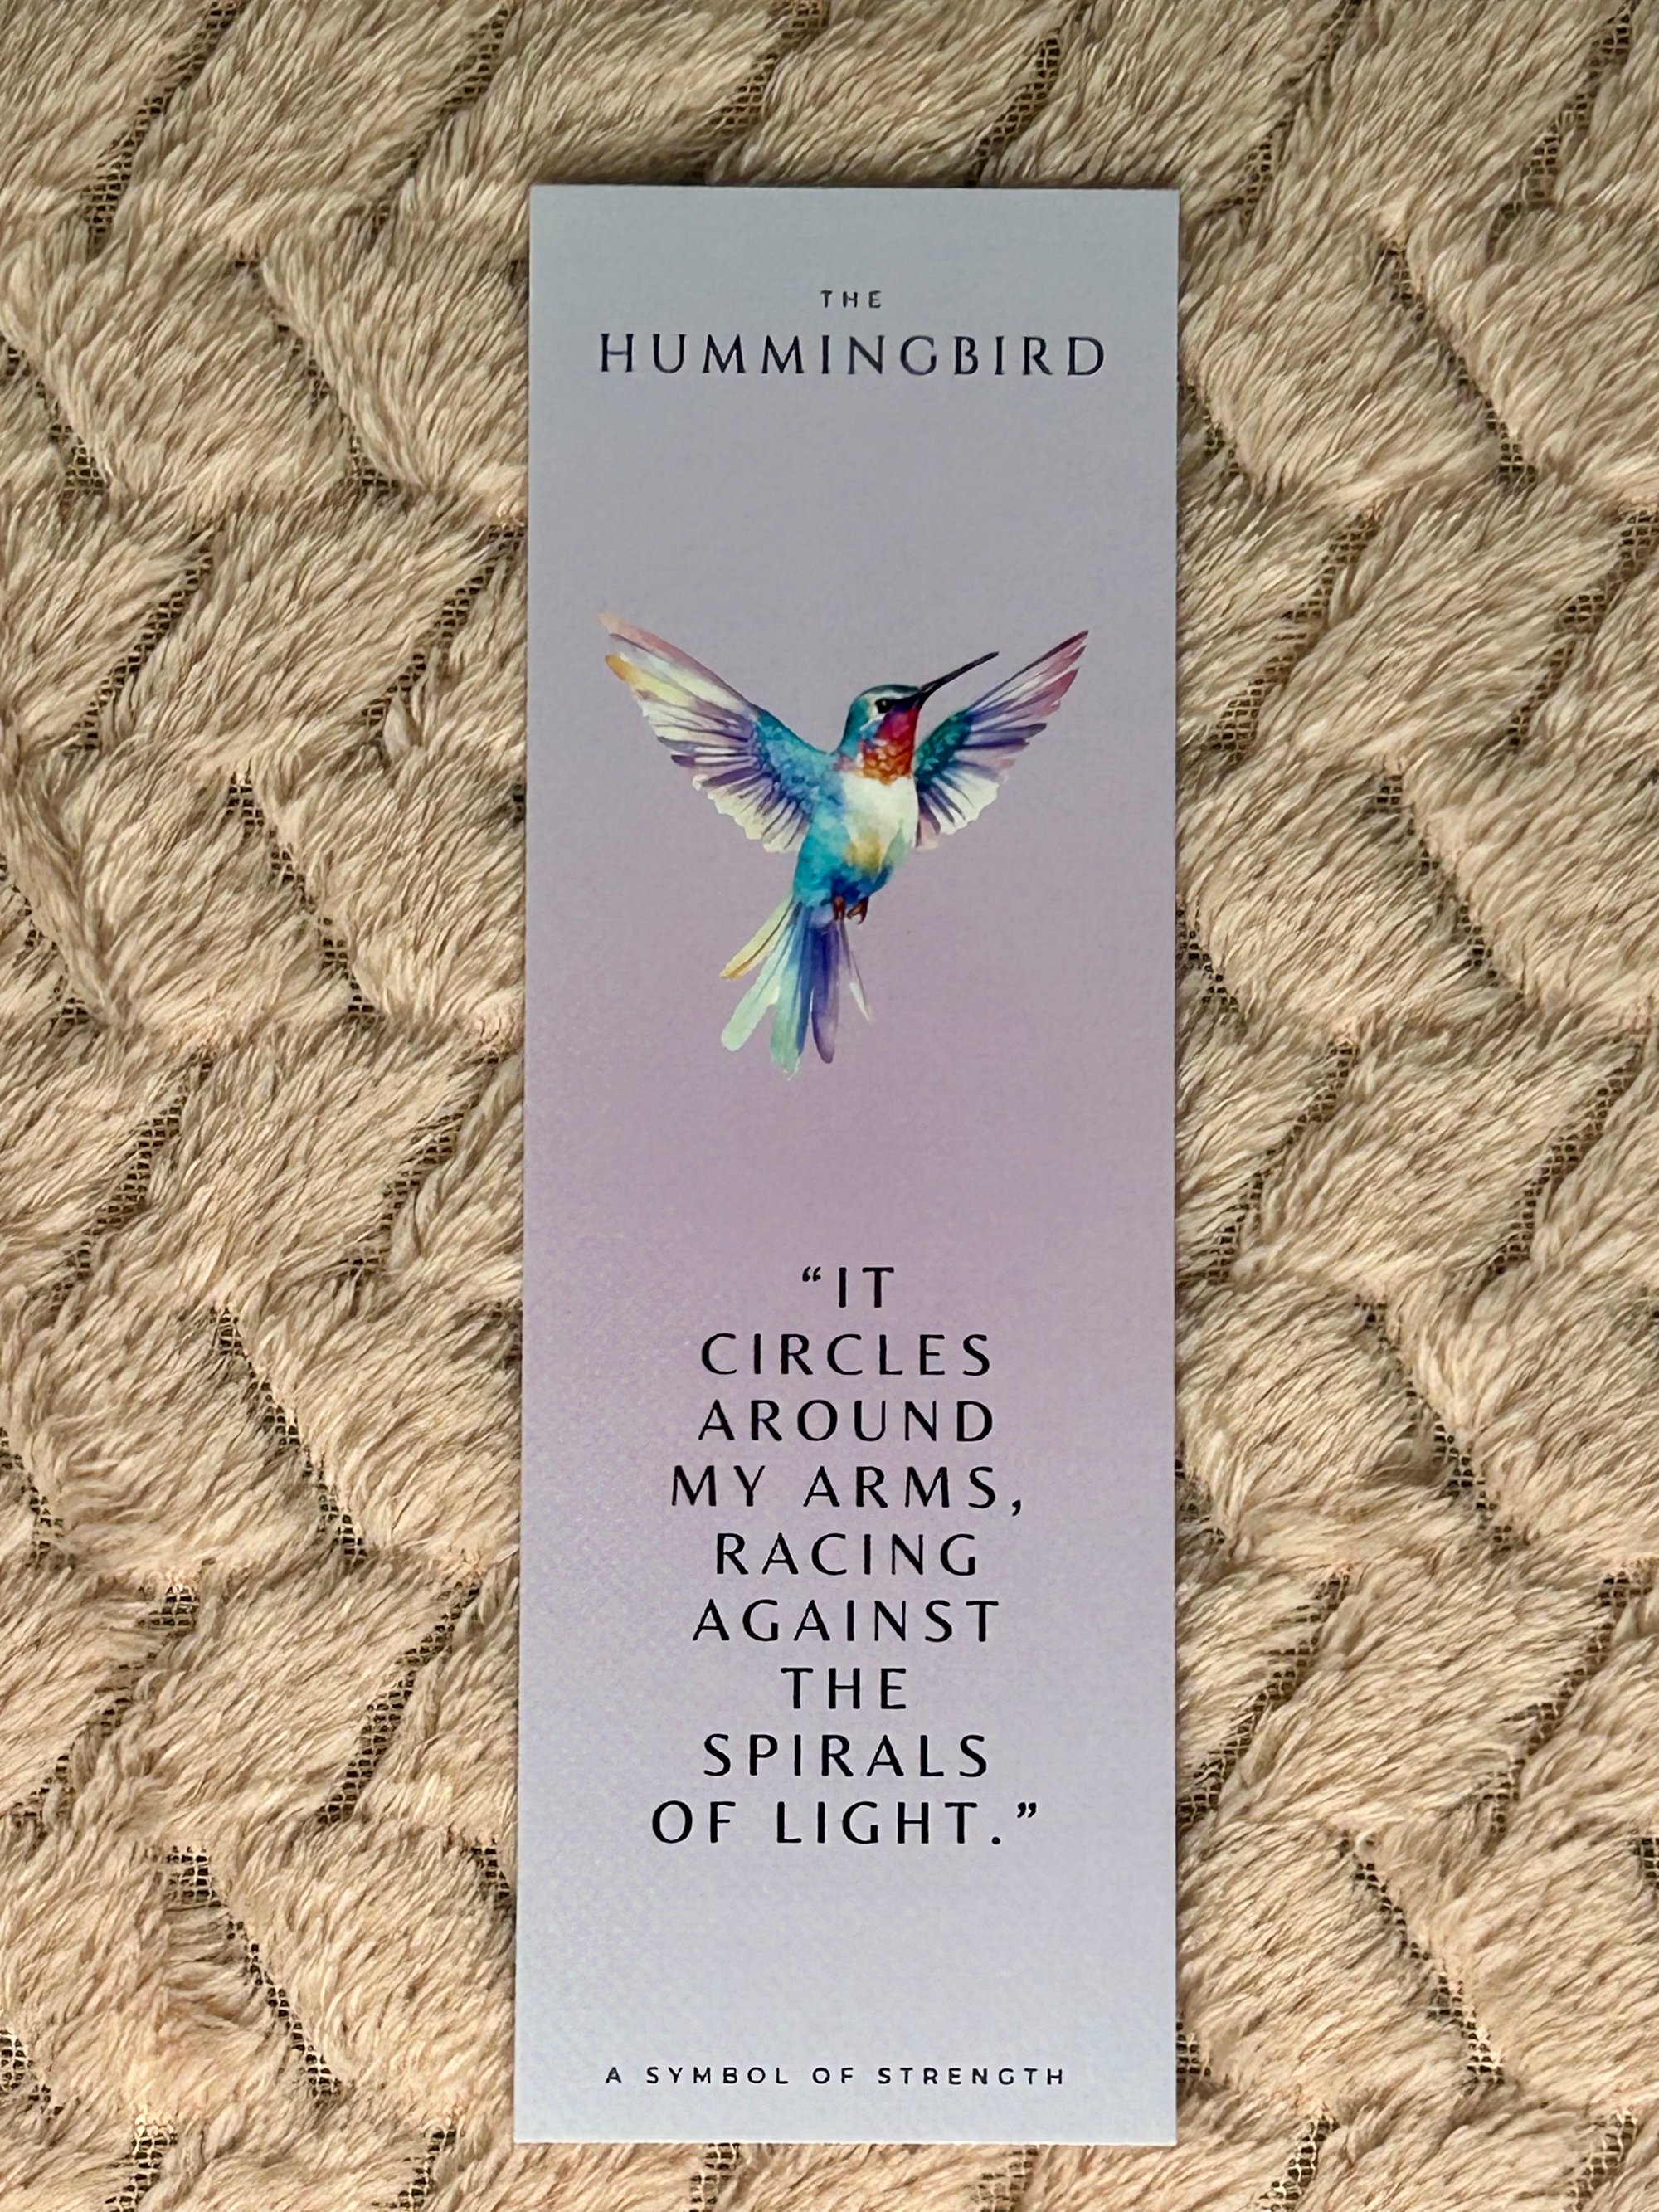 THE
HUMMINGBIRD
“IT
CIRCLES
AROUND
MY ARMS,
RACING
AGAINST
THE
SPIRALS
OF LIGHT.”
A SYMBOL OF STRENGTH